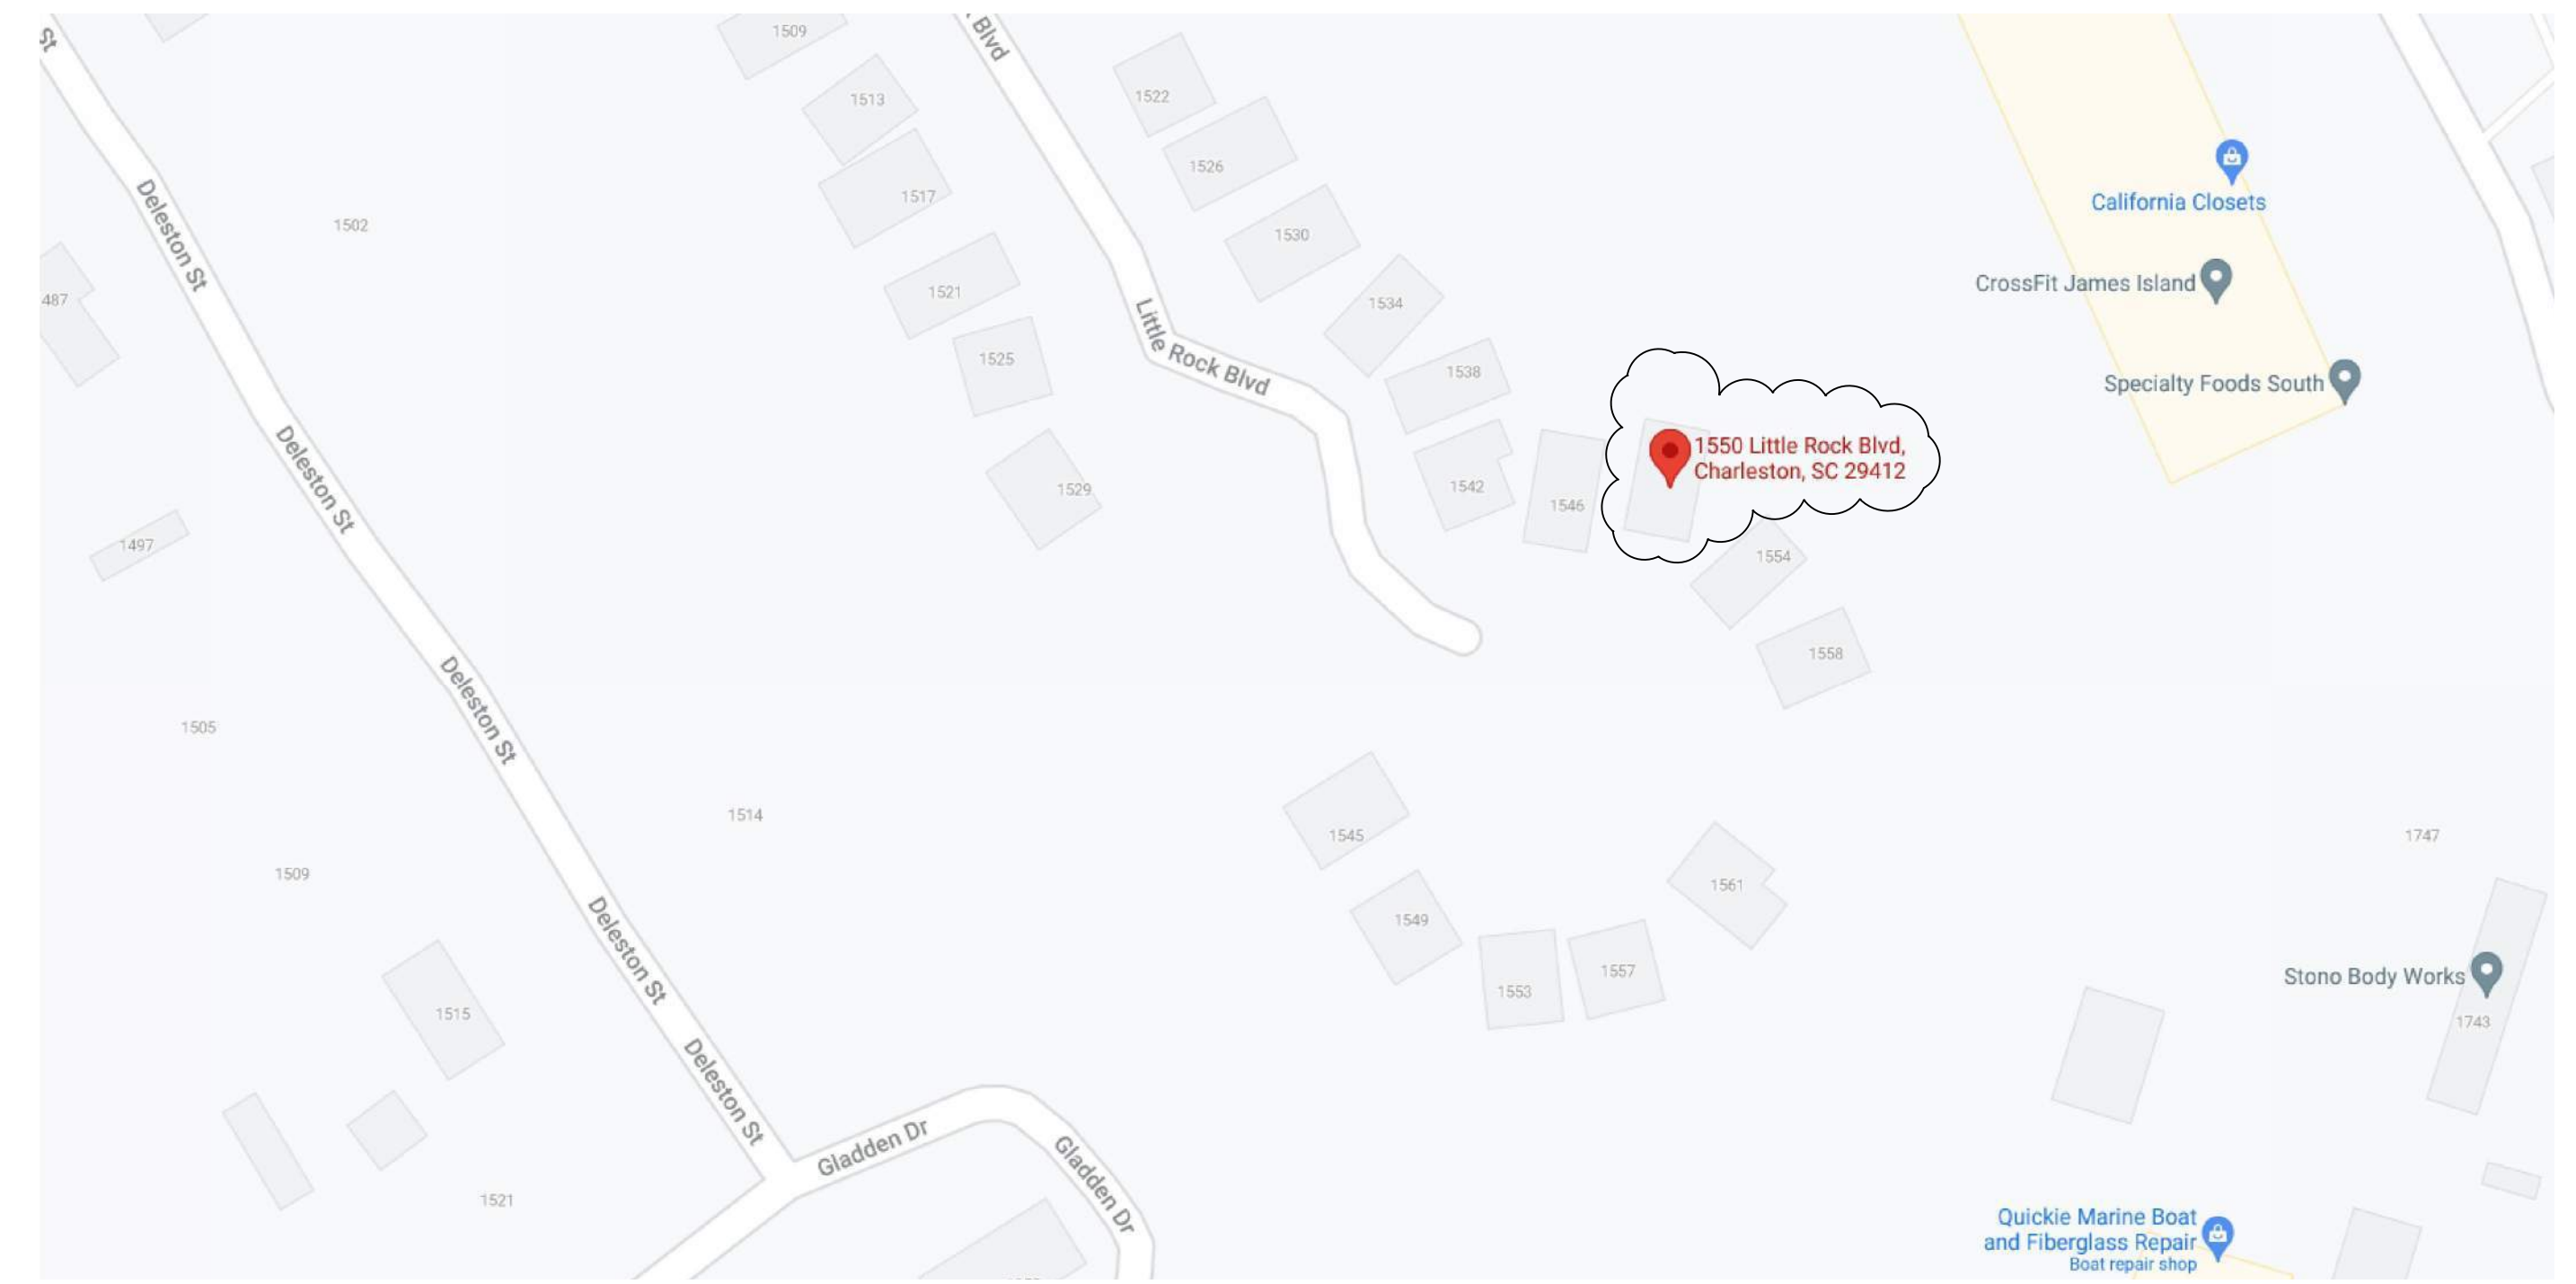 St
Blvd
1509
1522
1513
1526
1517
1502
1530
1521
1534
1525
487
Deleston St
Little Rock Blvd
1538
California Closets
CrossFit James Island
Specialty Foods South
1550 Little Rock Blvd,
Charleston, SC 29412
1529
1542
1546
1554
1497
Deleston St
1558
Deleston St
1505
1514
1545
1747
1509
1561
1549
1557
1553
Stono Body Works
1743
Deleston St
1515
Deleston St
Gladden Dr
Gladden Dr
1521
Quickie Marine Boat
and Fiberglass Repair
Boat repair shop